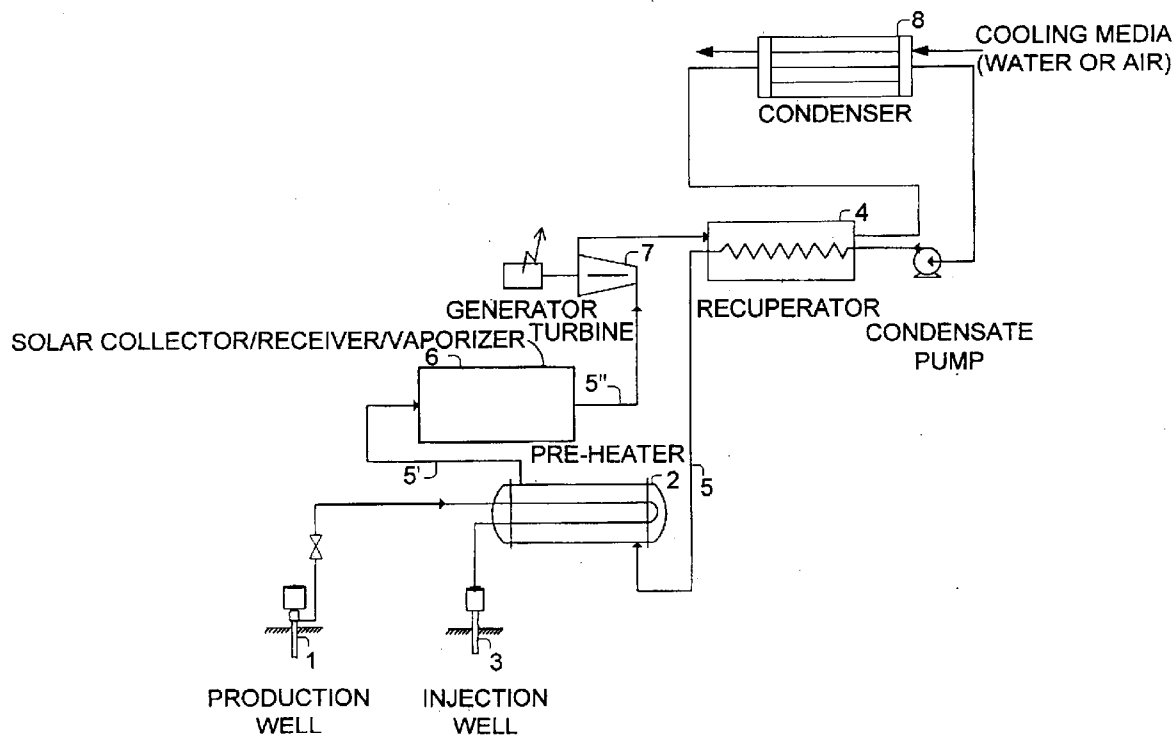 8
COOLING MEDIA
(WATER OR AIR)
CONDENSER
4
7
GENERATOR
TURBINE
RECUPERATOR
CONDENSATE
PUMP
SOLAR COLLECTOR/RECEIVER/VAPORIZER
6
5"
PRE-HEATER
5'
2
5
1
3
PRODUCTION
WELL
INJECTION
WELL